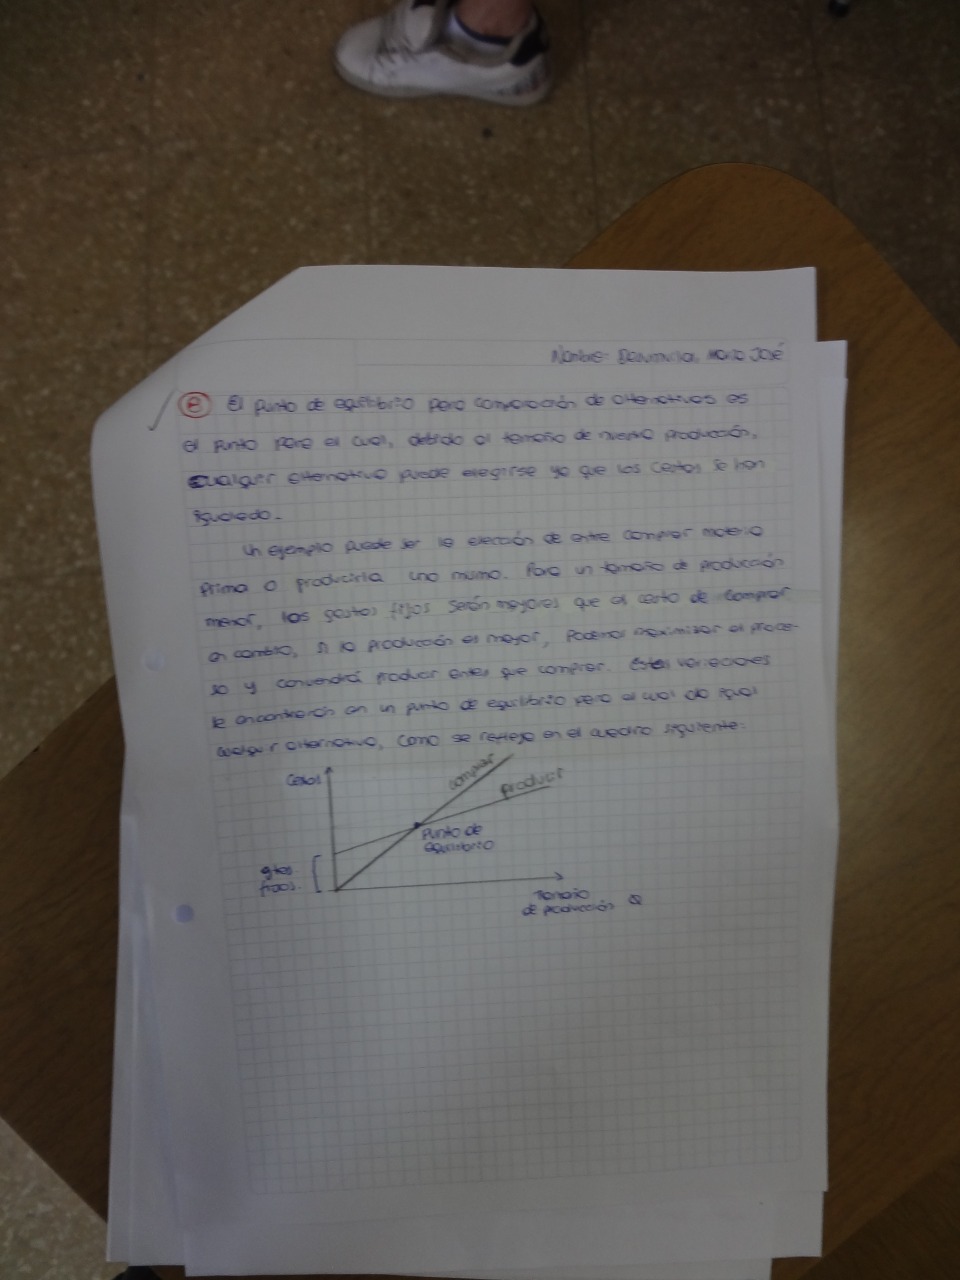 Nombre: María José
e El punto de equilibrio para comparación de alternativas es
el punto para el cual, debido al tamaño de nuestra producción,
cualquier alternativa puede elegirse ya que los costos se han
igualado.
Un ejemplo puede ser la elección de entre comprar materia
prima o producirla uno mismo. Para un tamaño de producción
menor, los gastos fijos serán mayores que el costo de comprar
en cambio, si la producción es mayor, podemos maximizar el proce-
so y convendrá producir antes que comprar. Estas variaciones
se encontrarán en un punto de equilibrio para el cual da igual
cualquier alternativa, como se refleja en el cuadro siguiente:
Costos
comprar
producir
Punto de
equilibrio
gtos
fijos.
Tamaño
de producción Q